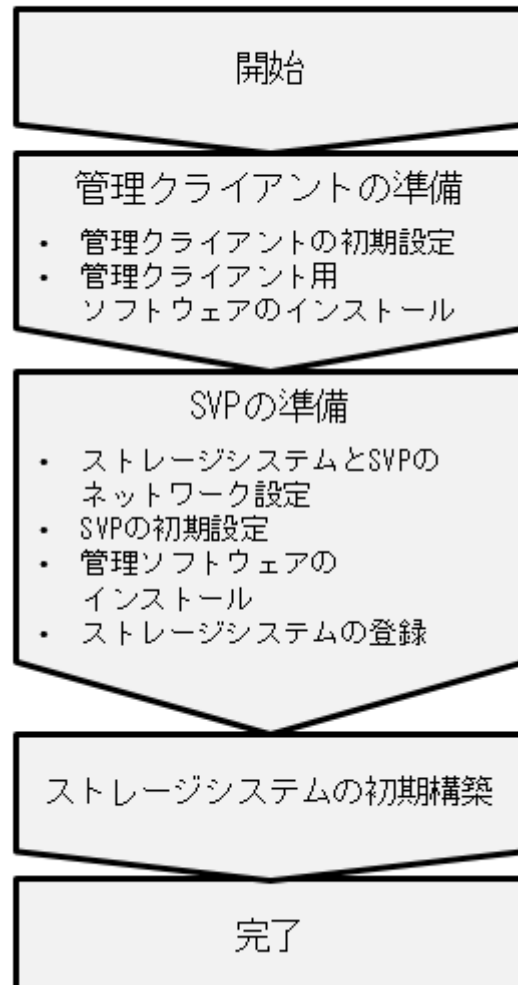 開始
管理クライアントの準備
・ 管理クライアントの初期設定
・ 管理クライアント用
ソフトウェアのインストール
SVPの準備
・ ストレージシステムとSVPの
ネットワーク設定
・ SVPの初期設定
・ 管理ソフトウェアの
インストール
・ ストレージシステムの登録
ストレージシステムの初期構築
完了